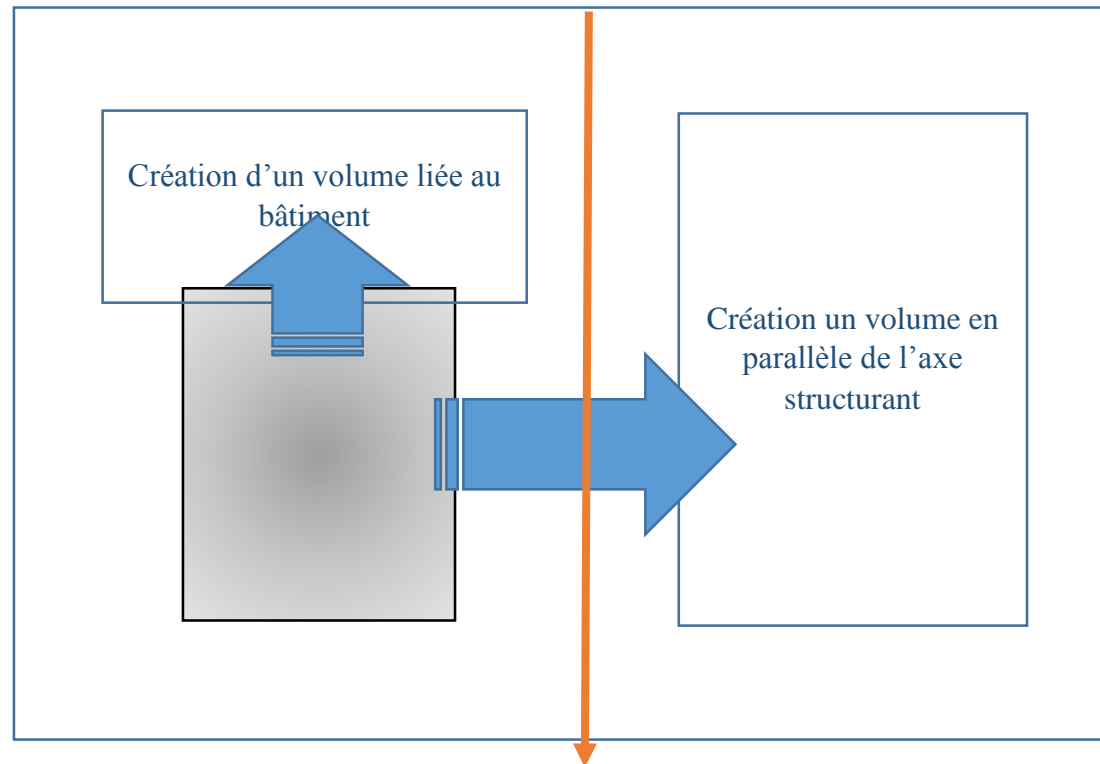 Création d’un volume liée au
bâtiment
Création un volume en
parallèle de l’axe
structurant